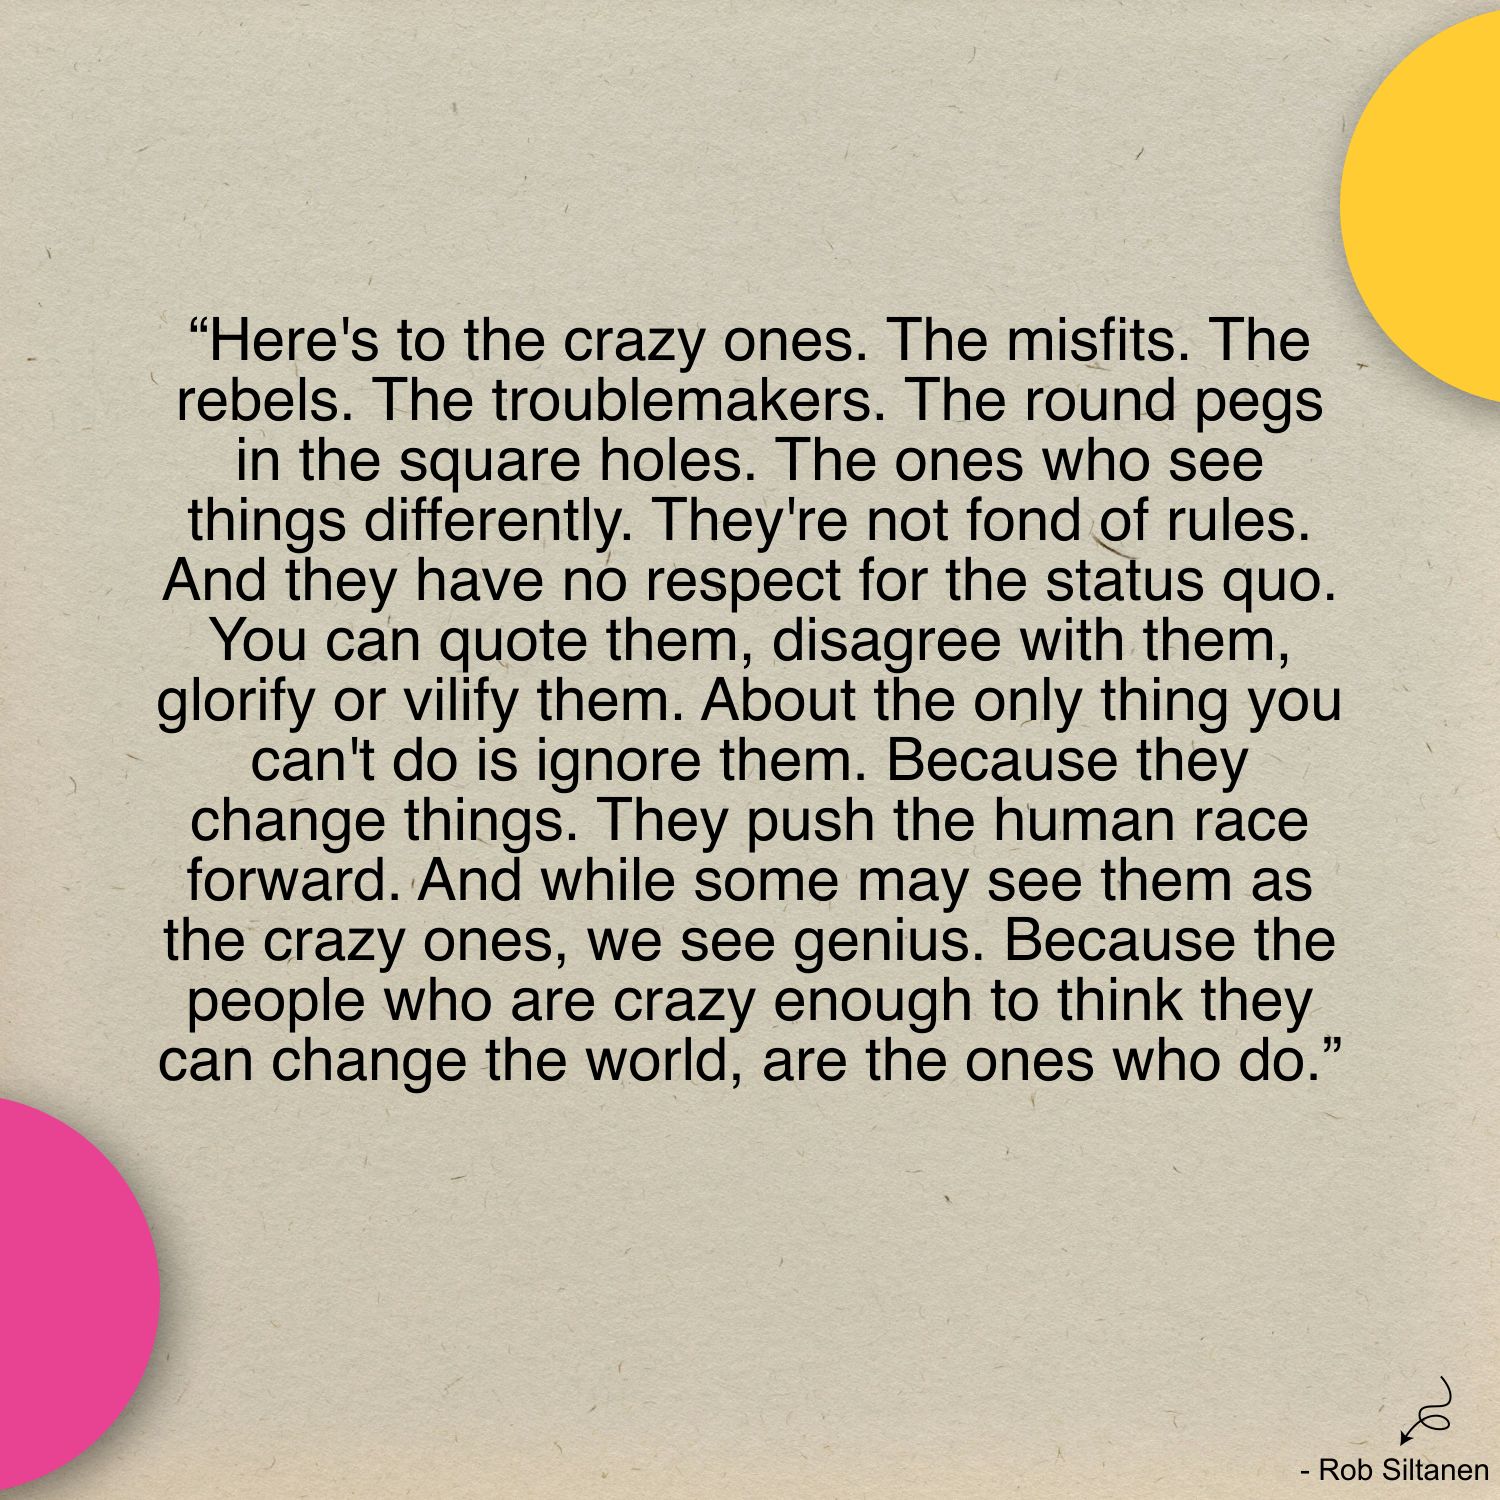 “Here's to the crazy ones. The misfits. The
rebels. The troublemakers. The round pegs
in the square holes. The ones who see
things differently. They're not fond of rules.
And they have no respect for the status quo.
You can quote them, disagree with them,
glorify or vilify them. About the only thing you
can't do is ignore them. Because they
change things. They push the human race
forward. And while some may see them as
the crazy ones, we see genius. Because the
people who are crazy enough to think they
can change the world, are the ones who do.”
- Rob Siltanen